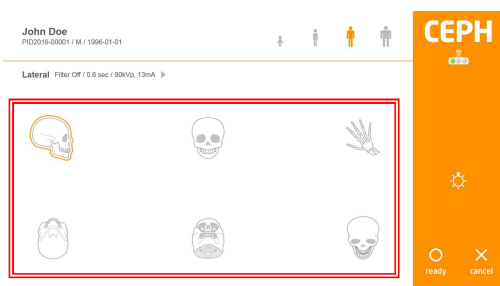 John Doe
PID2016-00001 / M / 1996-01-01
CEPH
Lateral Filter Off / 0.6 sec / 90kVp, 13mA
ready cancel